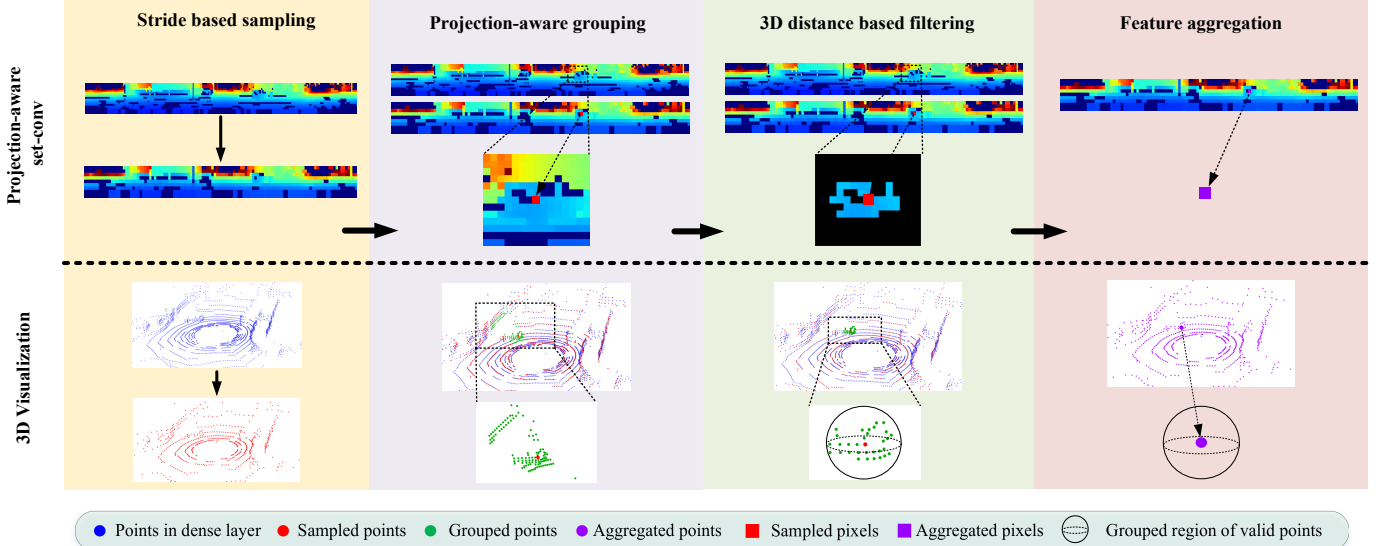 Stride based sampling
Projection-aware grouping
3D distance based filtering
Feature aggregation
Projection-aware
set-conv
3D Visualization
Points in dense layer
Sampled points
Grouped points
Aggregated points
Sampled pixels
Aggregated pixels
Grouped region of valid points